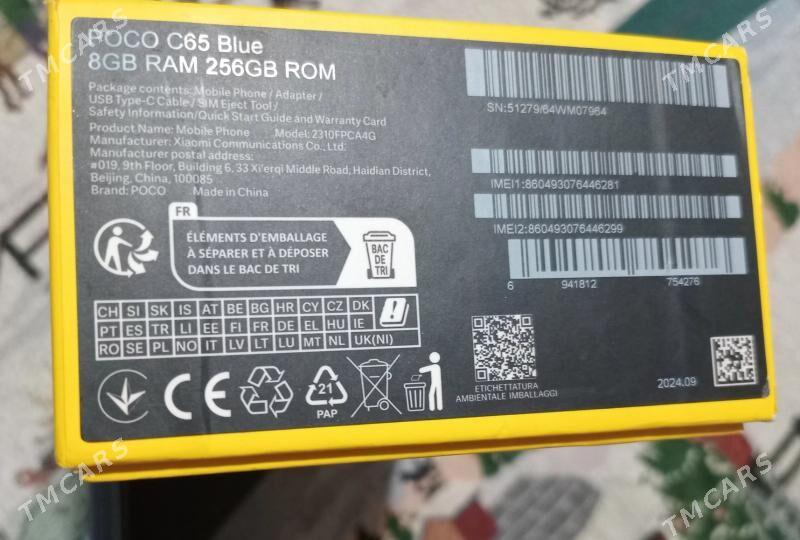 POCO C65 Blue
8GB RAM 256GB ROM
Package contents: Mobile Phone / Adapter /
USB Type-C Cable / SIM Eject Tool /
Safety Information/Quick Start Guide and Warranty Card
Product Name: Mobile Phone Model: 2310FPCA4G
Manufacturer: Xiaomi Communications Co., Ltd.
Manufacturer postal address:
#019, 9th Floor, Building 6, 33 Xi'erqi Middle Road, Haidian District,
Beijing, China, 100085
Brand: POCO Made in China
SN:51279/64WM07964
IMEI1:860493076446281
IMEI2:860493076446299
6 941812 754276
FR
ÉLÉMENTS D'EMBALLAGE
À SÉPARER ET À DÉPOSER
DANS LE BAC DE TRI
BAC
DE
TRI
CH SI SK IS AT BE BG HR CY CZ DK
PT ES TR LI EE FI FR DE EL HU IE
RO SE PL NO IT LV LT LU MT NL UK(NI)
CE
21
PAP
ETICHETTATURA
AMBIENTALE IMBALLAGGI
2024.09
TMCARS
TMCARS
TMCARS
TMCARS
TMCARS
TMCARS